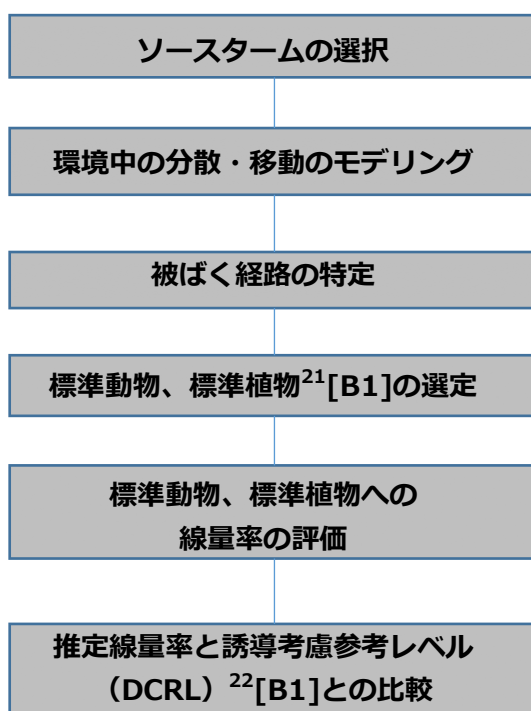 ソースタームの選択
環境中の分散・移動のモデリング
被ばく経路の特定
標準動物、標準植物21[B1]の選定
標準動物、標準植物への
線量率の評価
推定線量率と誘導考慮参考レベル
（DCRL）22[B1]との比較